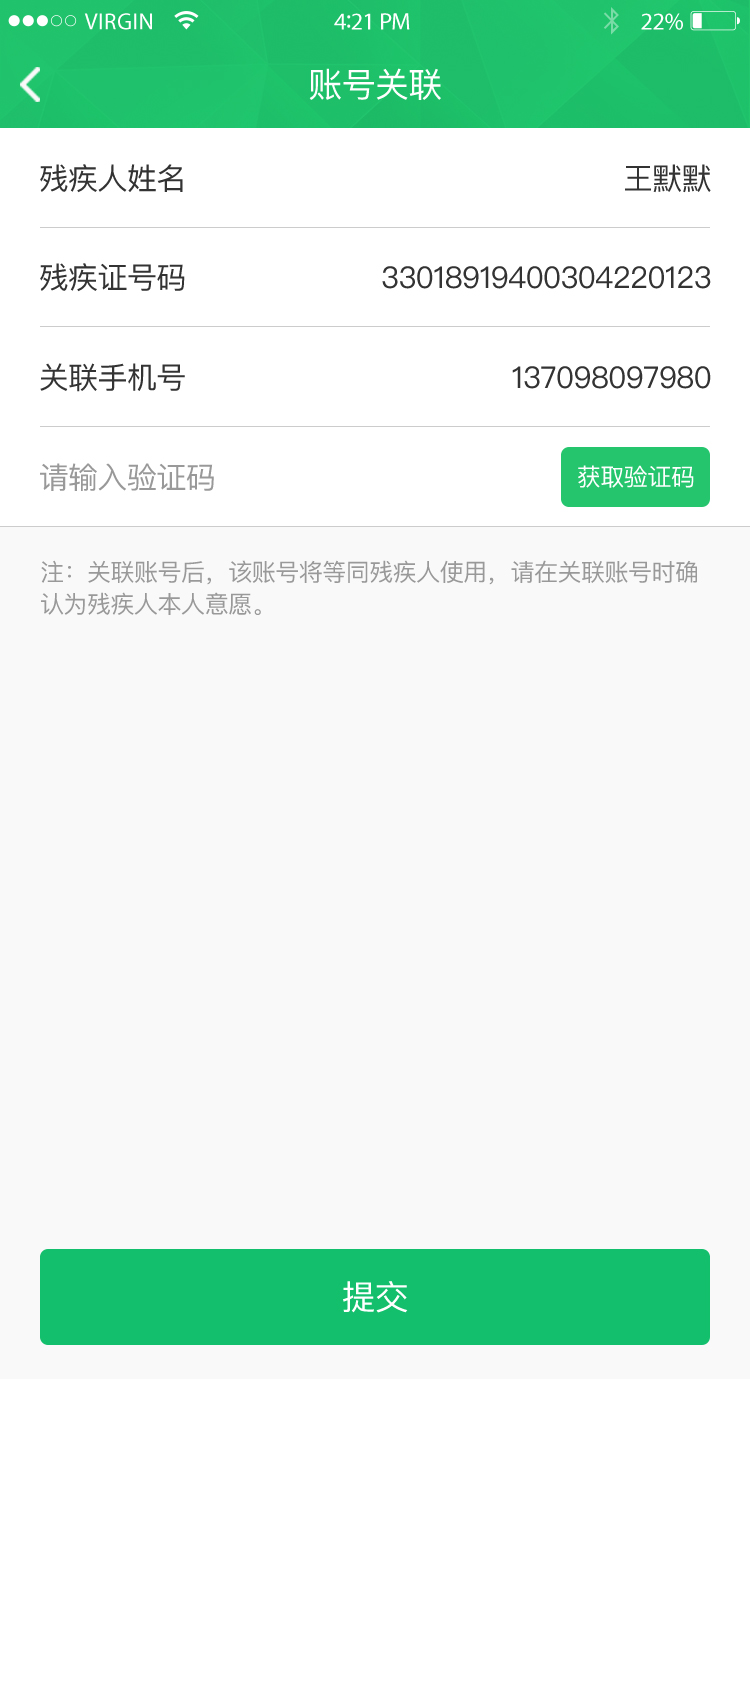 VIRGIN 4:21 PM 22%
账号关联
残疾人姓名 王默默
残疾证号码 33018919400304220123
关联手机号 137098097980
请输入验证码 获取验证码
注：关联账号后，该账号将等同残疾人使用，请在关联账号时确
认为残疾人本人意愿。
提交